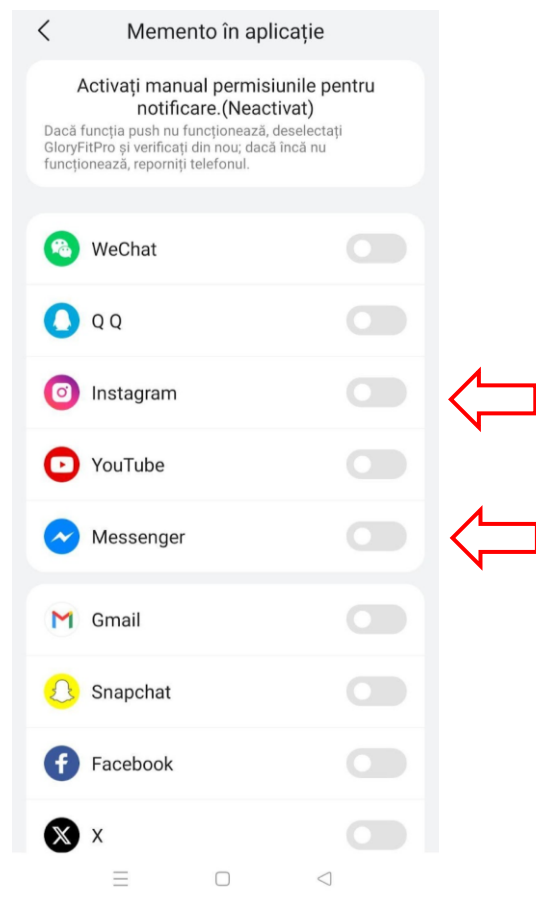 Memento în aplicație
Activați manual permisiunile pentru
notificare.(Neactivat)
Dacă funcția push nu funcționează, deselectați
GloryFitPro și verificați din nou; dacă încă nu
funcționează, reporniți telefonul.
WeChat
Q Q
Instagram
YouTube
Messenger
Gmail
Snapchat
Facebook
X